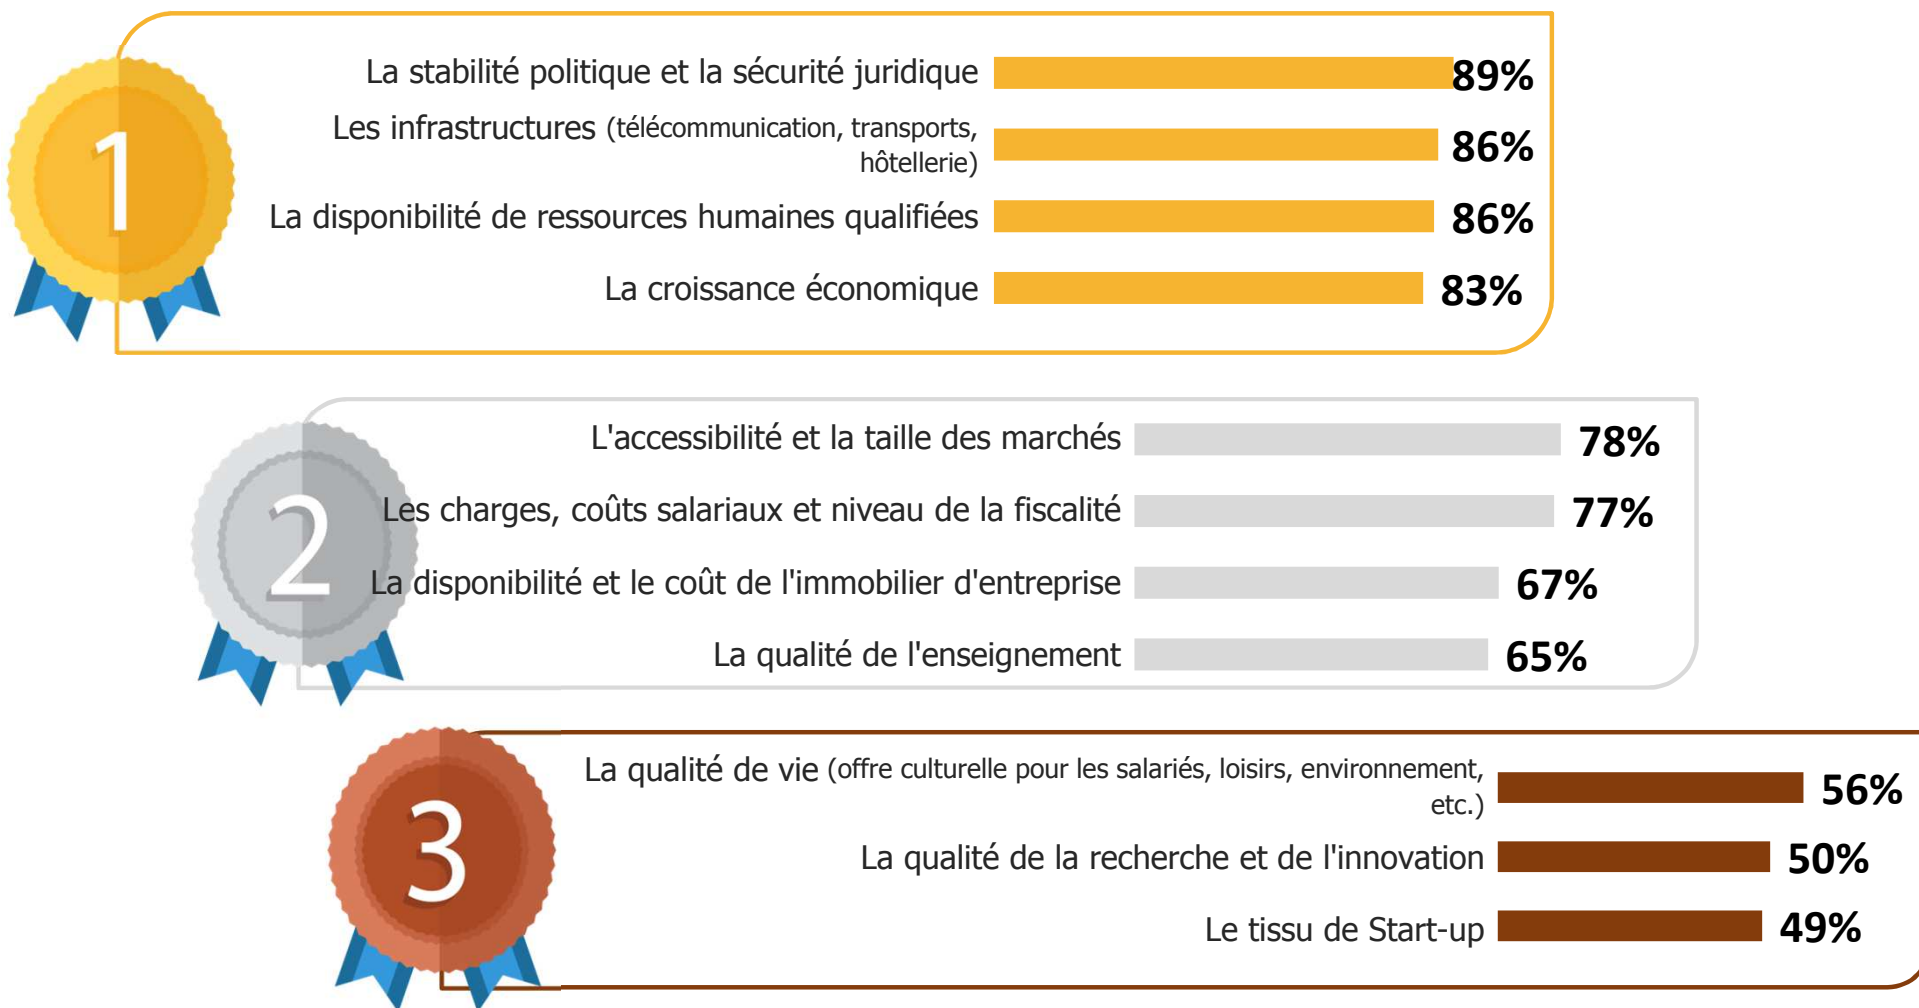 1
La stabilité politique et la sécurité juridique 89%
Les infrastructures (télécommunication, transports,
hôtellerie) 86%
La disponibilité de ressources humaines qualifiées 86%
La croissance économique 83%
2
L'accessibilité et la taille des marchés 78%
Les charges, coûts salariaux et niveau de la fiscalité 77%
La disponibilité et le coût de l'immobilier d'entreprise 67%
La qualité de l'enseignement 65%
3
La qualité de vie (offre culturelle pour les salariés, loisirs, environnement,
etc.) 56%
La qualité de la recherche et de l'innovation 50%
Le tissu de Start-up 49%